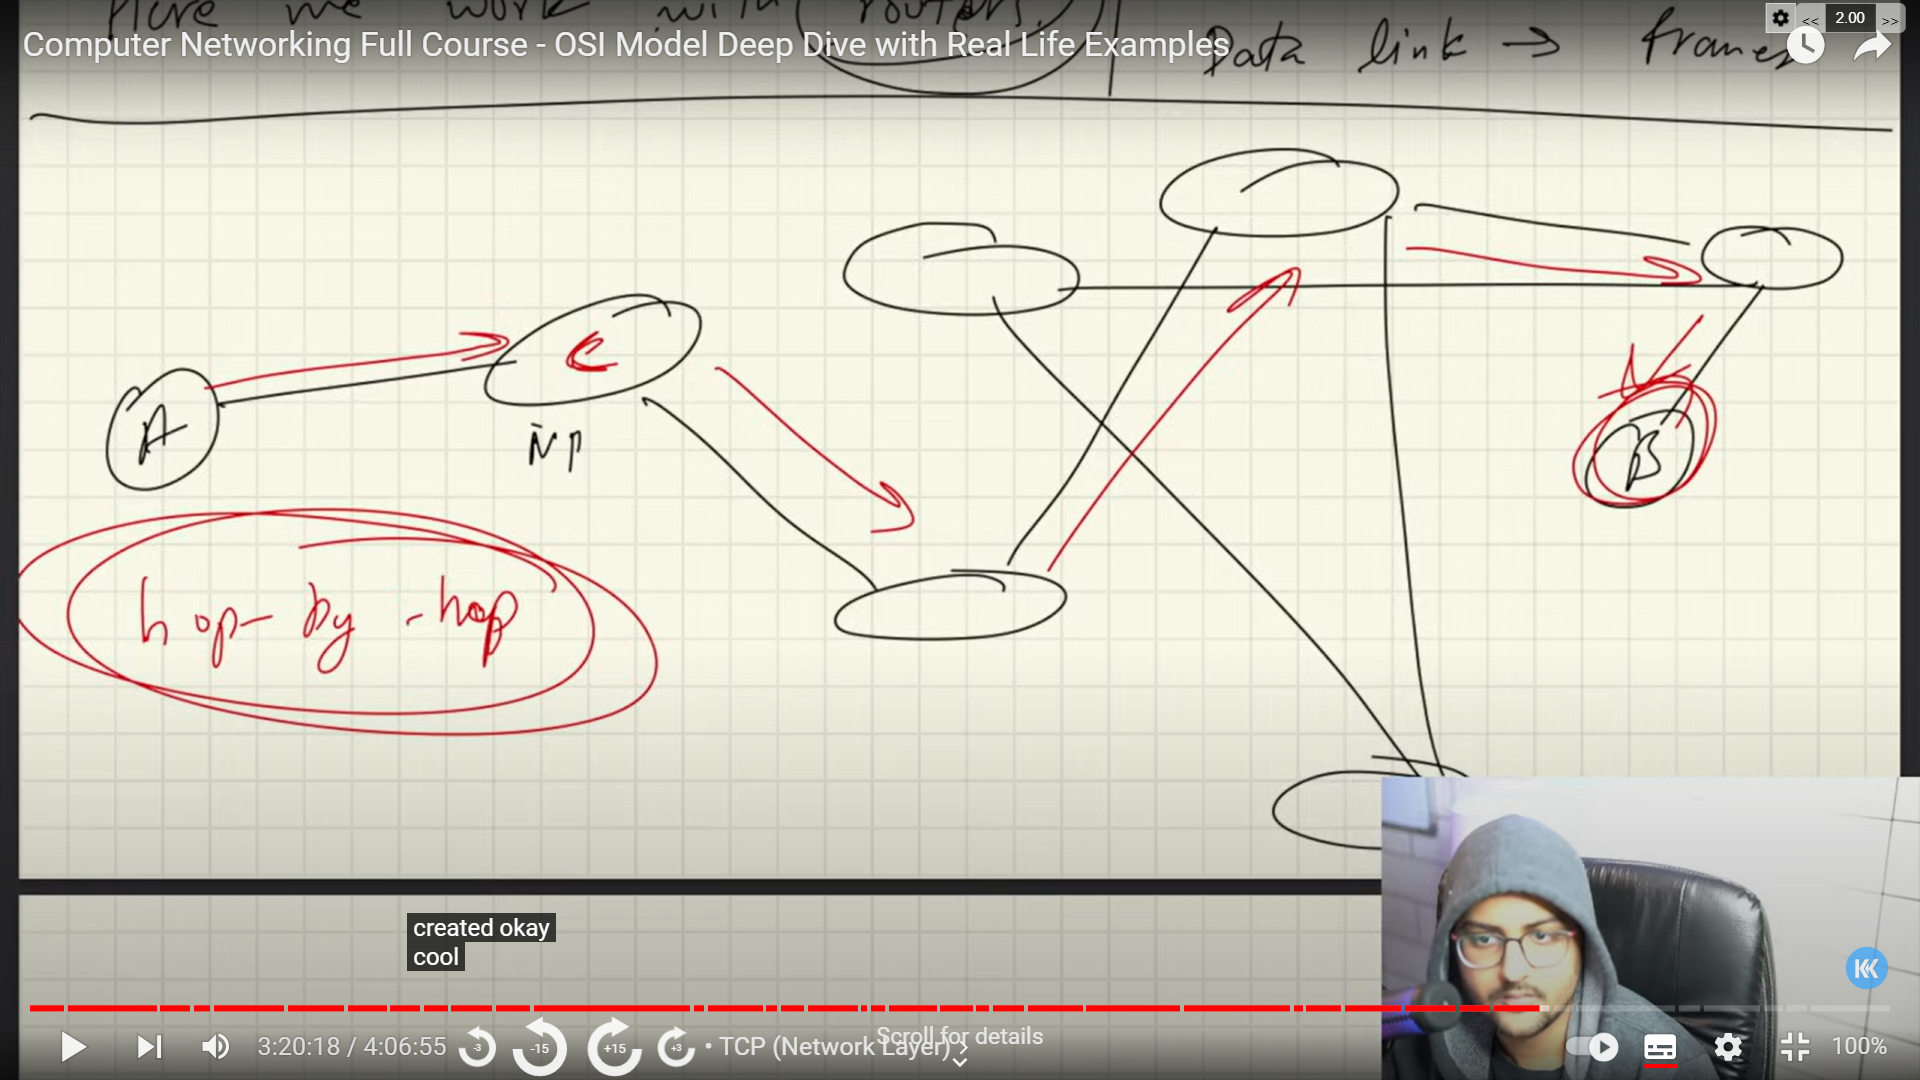 Here we work with routers.
Computer Networking Full Course - OSI Model Deep Dive with Real Life Examples
<< 2.00 >>
Data link → frames
A
C
B
hop-by-hop
created okay
cool
3:20:18 / 4:06:55
-3
-15
+15
+3
• TCP (Network Layer)
Scroll for details
100%